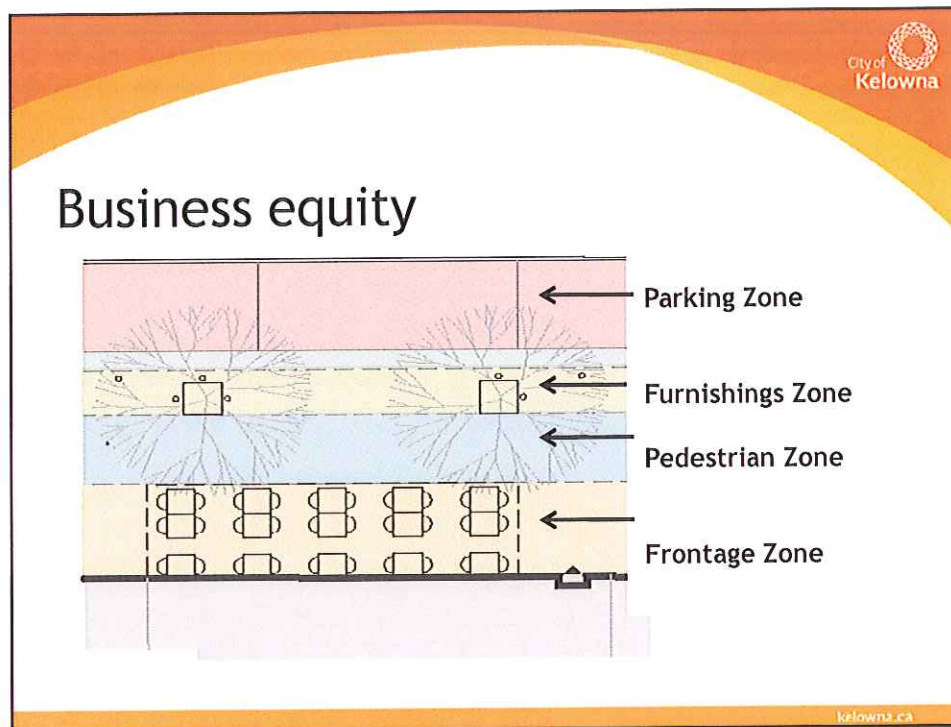 City of
Kelowna
Business equity
Parking Zone
Furnishings Zone
Pedestrian Zone
Frontage Zone
kelowna.ca